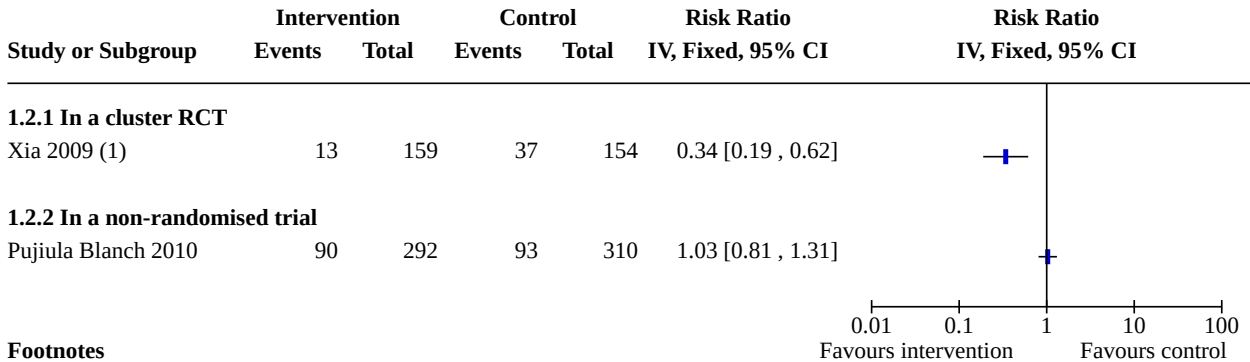 Intervention Control Risk Ratio Risk Ratio
Study or Subgroup Events Total Events Total IV, Fixed, 95% CI IV, Fixed, 95% CI
1.2.1 In a cluster RCT
Xia 2009 (1) 13 159 37 154 0.34 [0.19 , 0.62]
1.2.2 In a non-randomised trial
Pujiula Blanch 2010 90 292 93 310 1.03 [0.81 , 1.31]
0.01 0.1 1 10 100
Footnotes Favours intervention Favours control